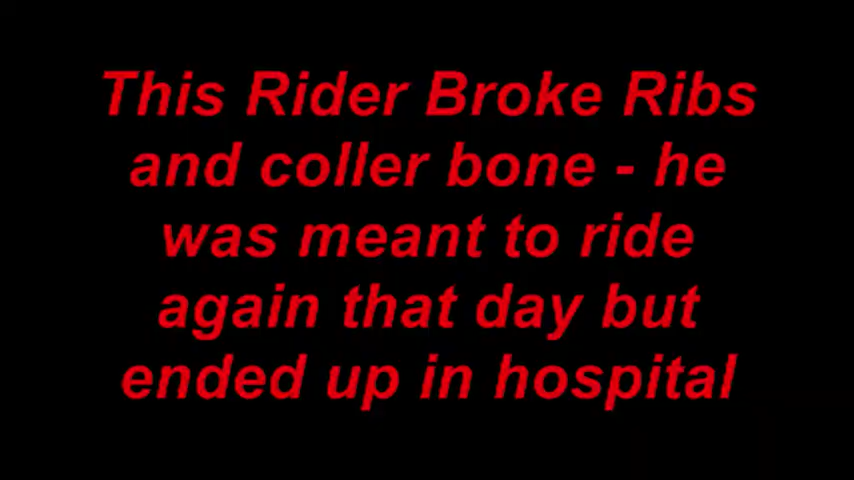 This Rider Broke Ribs
and coller bone - he
was meant to ride
again that day but
ended up in hospital